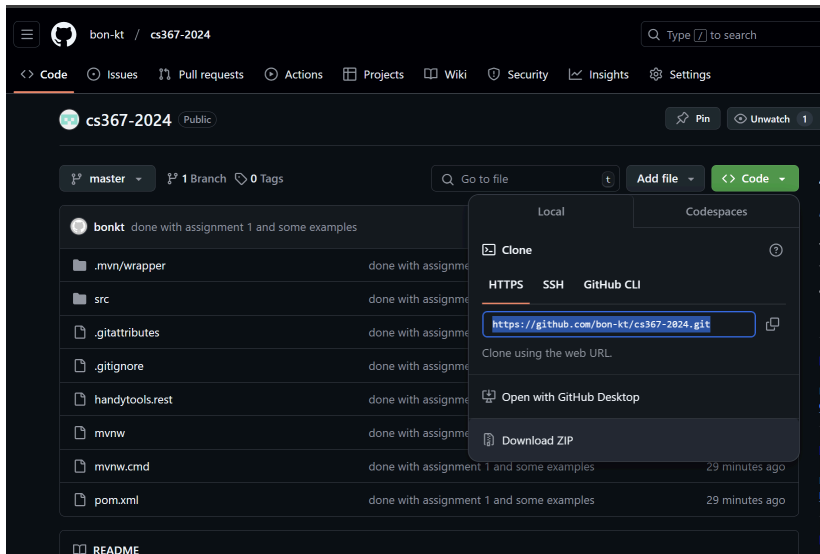 bon-kt / cs367-2024
Type / to search
Code Issues Pull requests Actions Projects Wiki Security Insights Settings
cs367-2024 Public
Pin Unwatch 1
master 1 Branch 0 Tags Go to file t Add file Code
bonkt done with assignment 1 and some examples
Local Codespaces
Clone
HTTPS SSH GitHub CLI
https://github.com/bon-kt/cs367-2024.git
Clone using the web URL.
Open with GitHub Desktop
Download ZIP
.mvn/wrapper done with assignme
src done with assignme
.gitattributes done with assignme
.gitignore done with assignme
handytools.rest done with assignme
mvnw done with assignme
mvnw.cmd done with assignment 1 and some examples 29 minutes ago
pom.xml done with assignment 1 and some examples 29 minutes ago
README